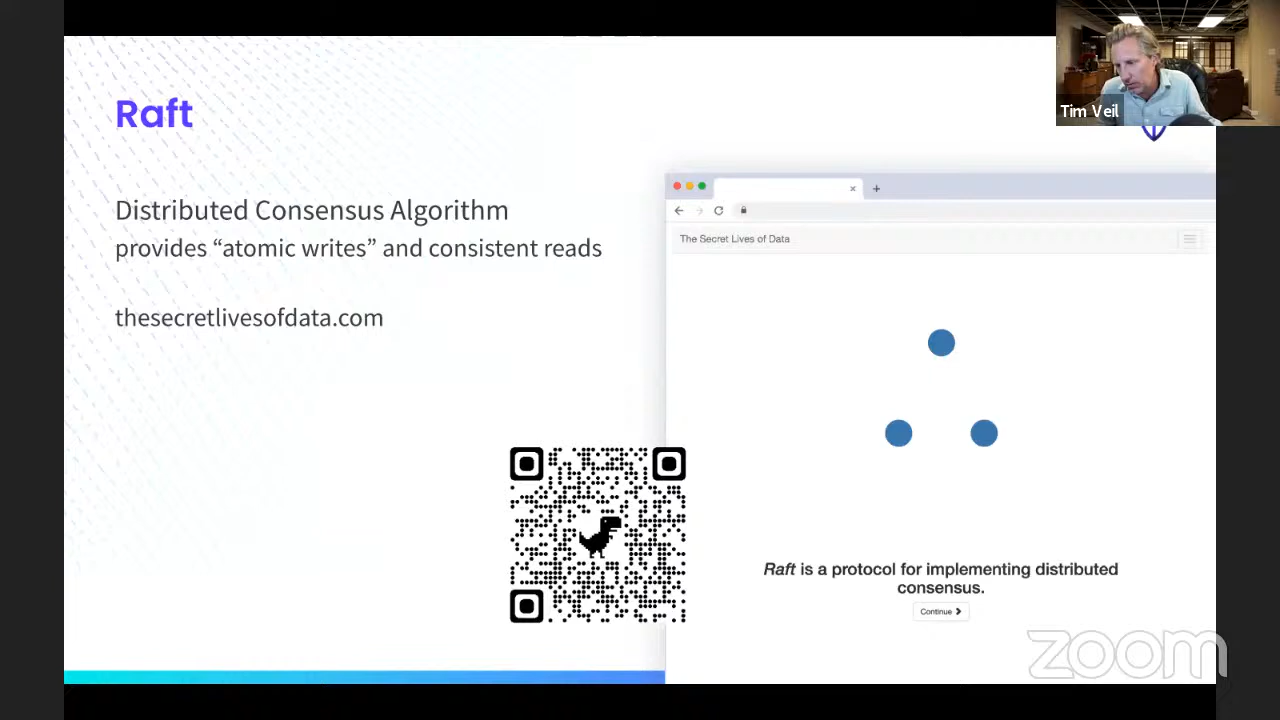 Raft
Distributed Consensus Algorithm
provides “atomic writes” and consistent reads
thesecretlivesofdata.com
Tim Veil
The Secret Lives of Data
Raft is a protocol for implementing distributed
consensus.
Continue
zoom